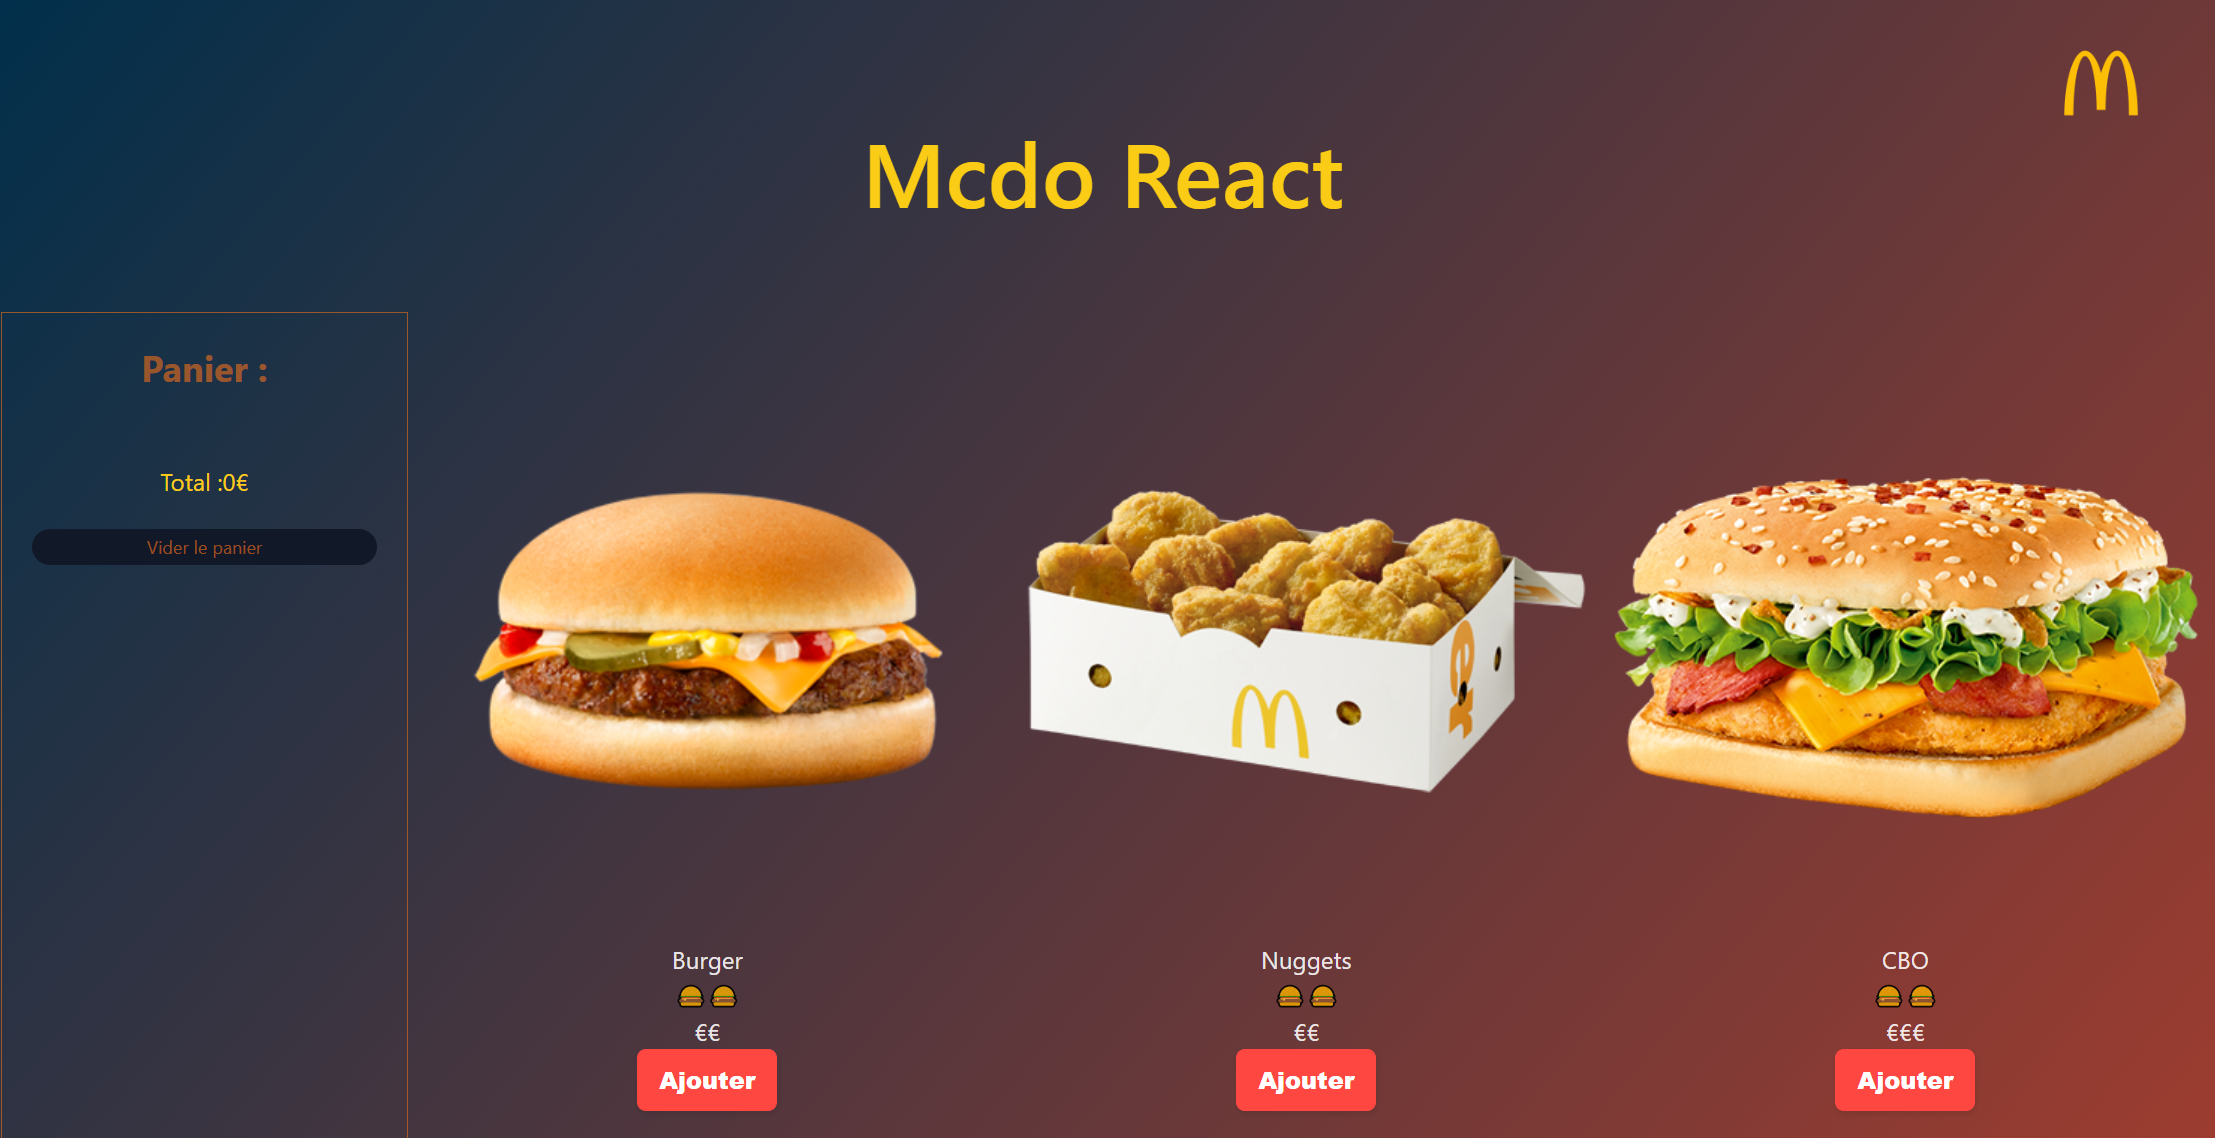 Mcdo React
Panier :
Total :0€
Vider le panier
Burger
€€
Ajouter
Nuggets
€€
Ajouter
CBO
€€€
Ajouter